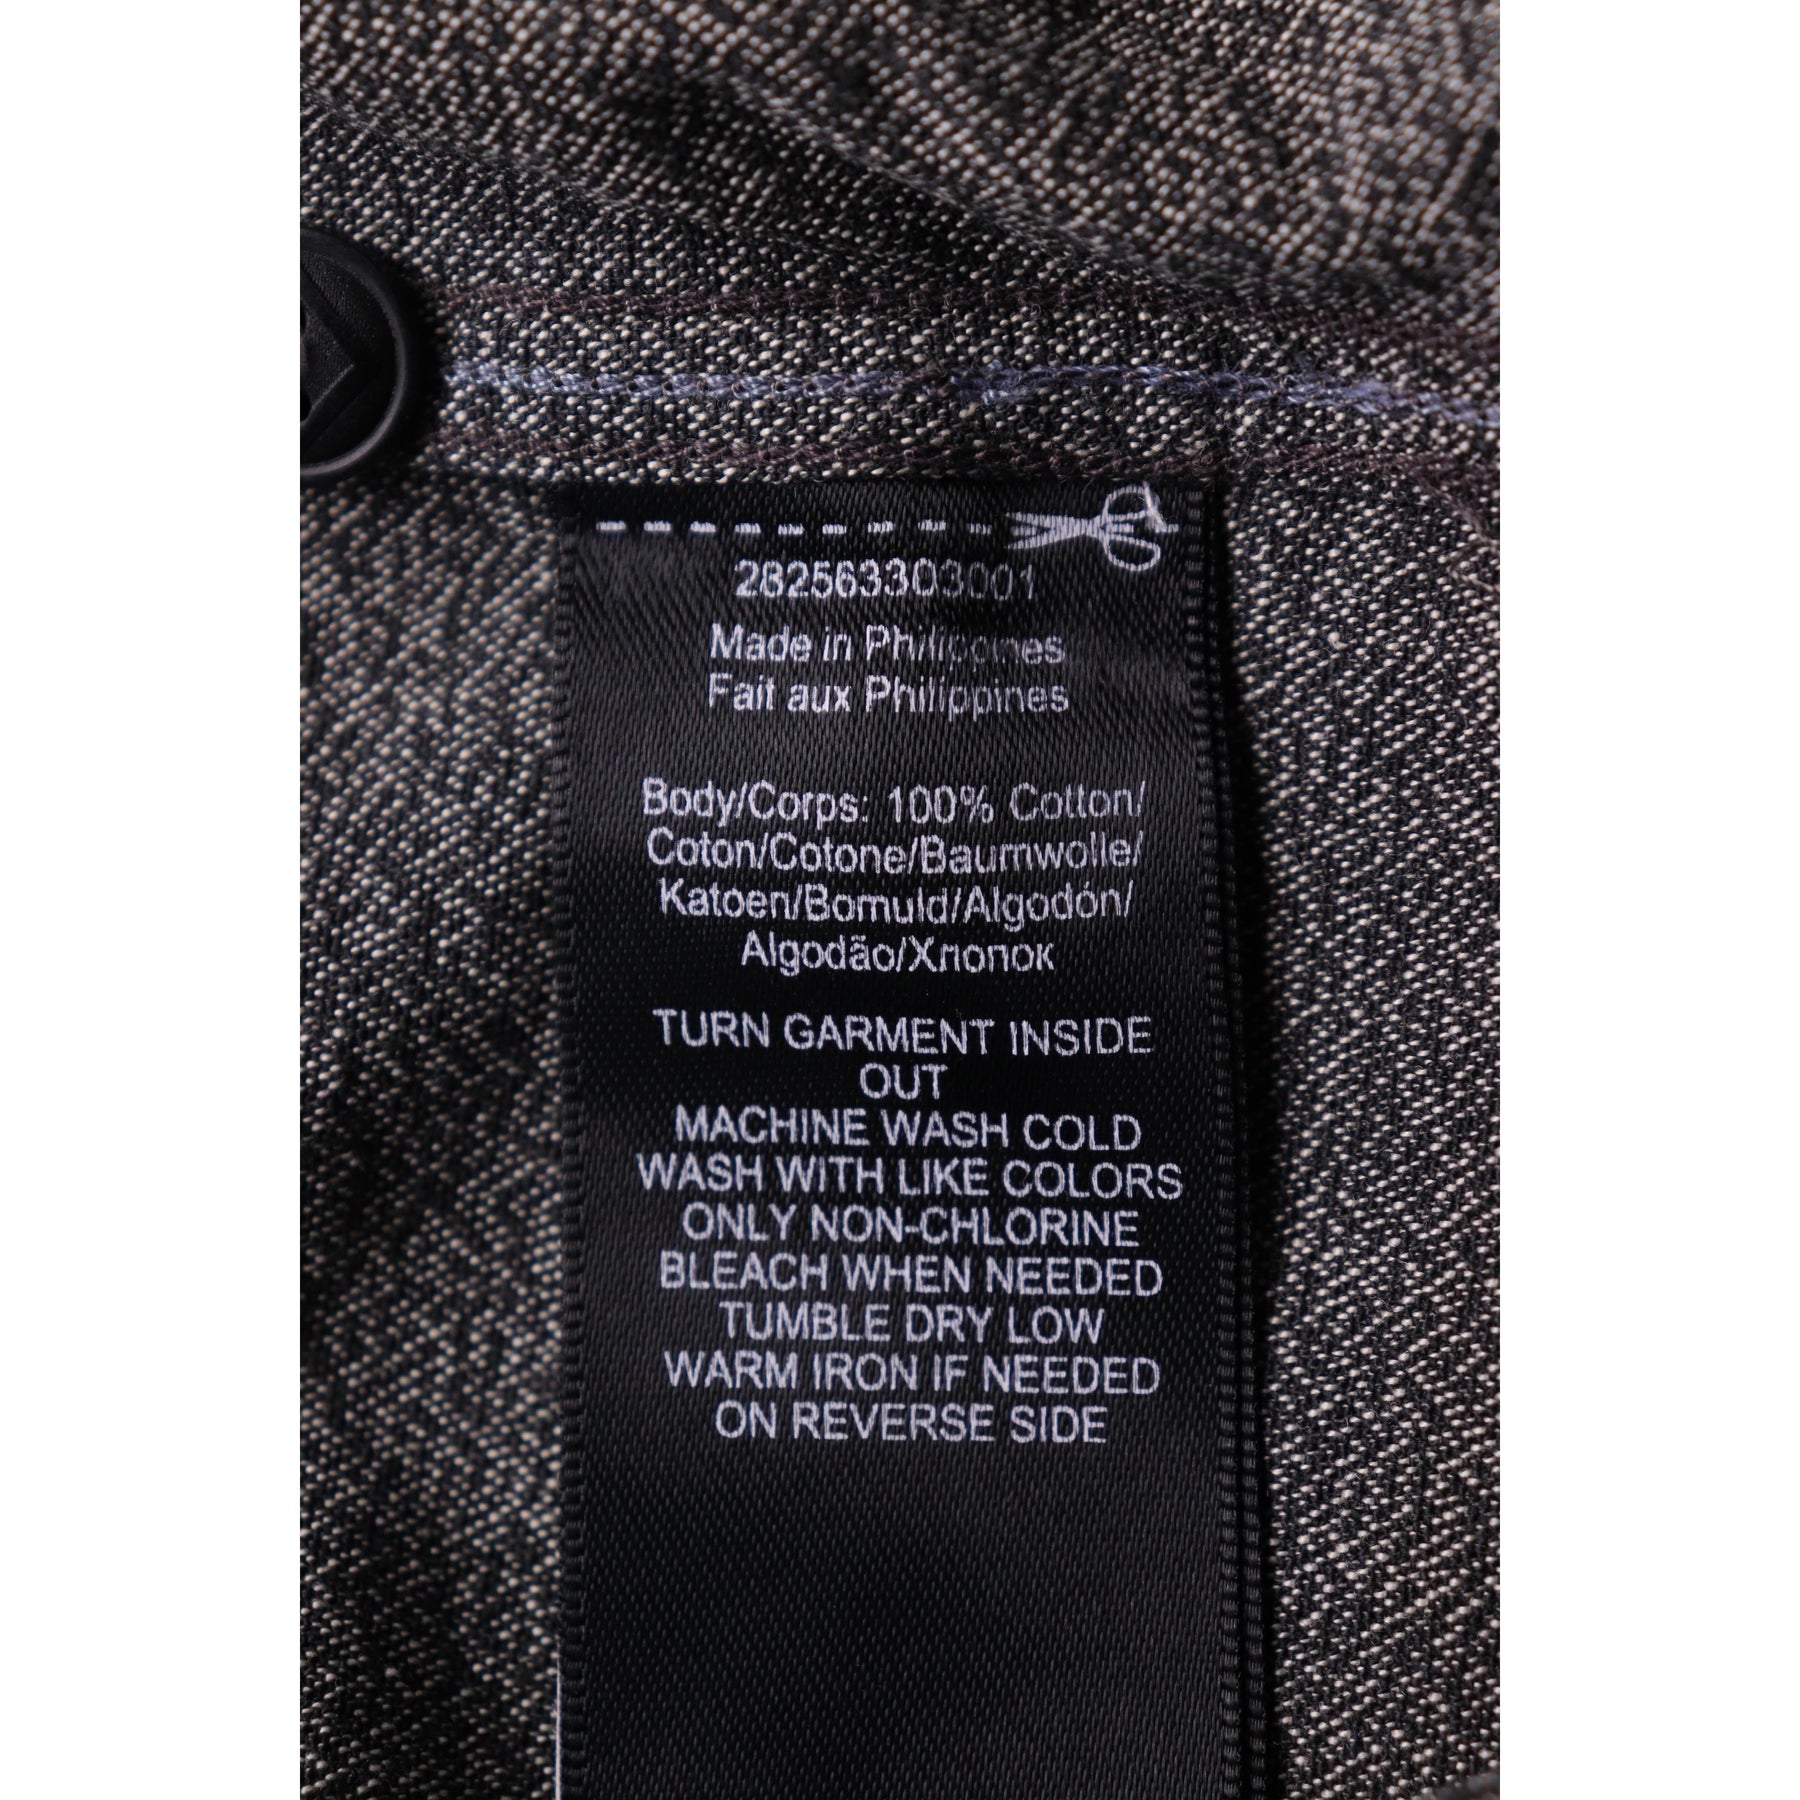 282563303001
Made in Philippines
Fait aux Philippines
Body/Corps: 100% Cotton/
Coton/Cotone/Baumwolle/
Katoen/Bomuld/Algodón/
Algodão/Хлопок
TURN GARMENT INSIDE
OUT
MACHINE WASH COLD
WASH WITH LIKE COLORS
ONLY NON-CHLORINE
BLEACH WHEN NEEDED
TUMBLE DRY LOW
WARM IRON IF NEEDED
ON REVERSE SIDE